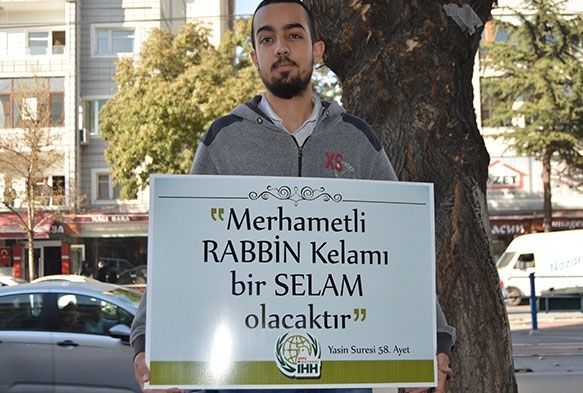 "Merhametli
RABBİN Kelamı
bir SELAM
olacaktır"
Yasin Suresi 58. Ayet
İHH
XS